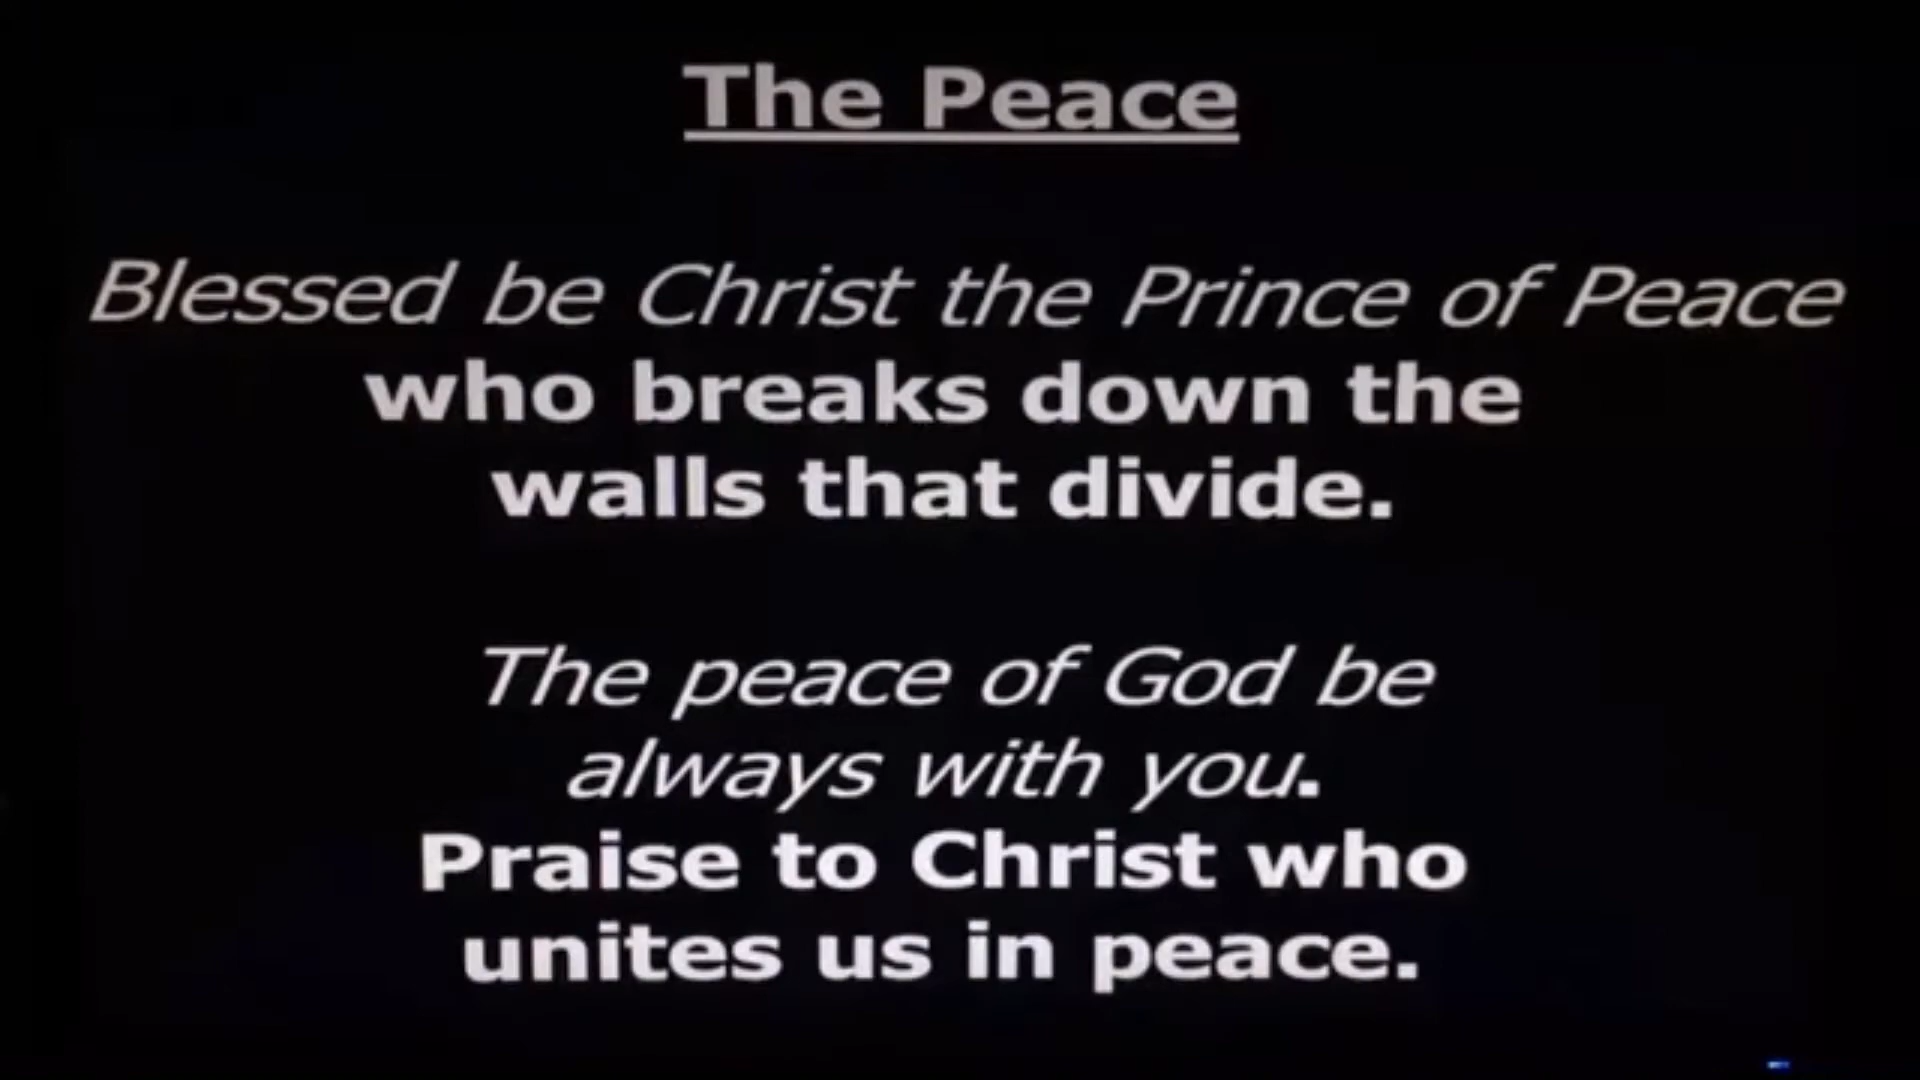 The Peace
Blessed be Christ the Prince of Peace
who breaks down the
walls that divide.
The peace of God be
always with you.
Praise to Christ who
unites us in peace.